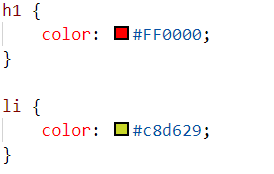 h1 {
    color: #FF0000;
}

li {
    color: #c8d629;
}